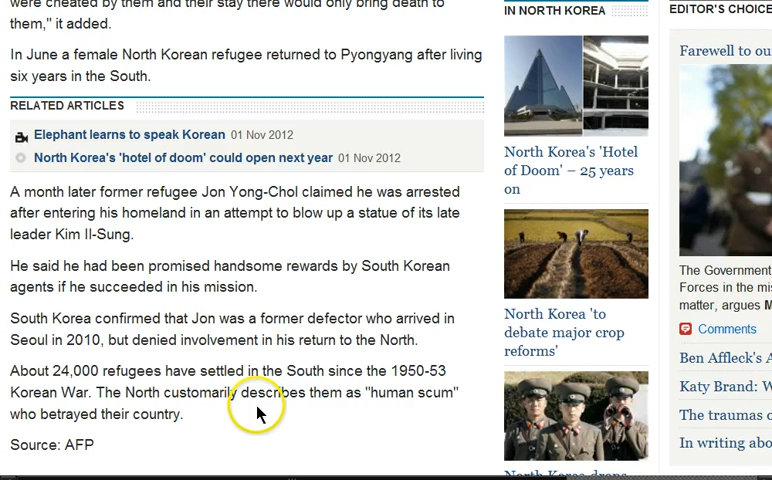 were cheated by them and their stay there would only bring death to
them," it added.
In June a female North Korean refugee returned to Pyongyang after living
six years in the South.
RELATED ARTICLES
Elephant learns to speak Korean 01 Nov 2012
North Korea's 'hotel of doom' could open next year 01 Nov 2012
A month later former refugee Jon Yong-Chol claimed he was arrested
after entering his homeland in an attempt to blow up a statue of its late
leader Kim Il-Sung.
He said he had been promised handsome rewards by South Korean
agents if he succeeded in his mission.
South Korea confirmed that Jon was a former defector who arrived in
Seoul in 2010, but denied involvement in his return to the North.
About 24,000 refugees have settled in the South since the 1950-53
Korean War. The North customarily describes them as "human scum"
who betrayed their country.
Source: AFP
IN NORTH KOREA
North Korea's 'Hotel
of Doom' – 25 years
on
North Korea 'to
debate major crop
reforms'
North Korea drops
EDITOR'S CHOICE
Farewell to ou
The Government
Forces in the mis
matter, argues M
Comments
Ben Affleck's A
Katy Brand: W
The traumas o
In writing abo